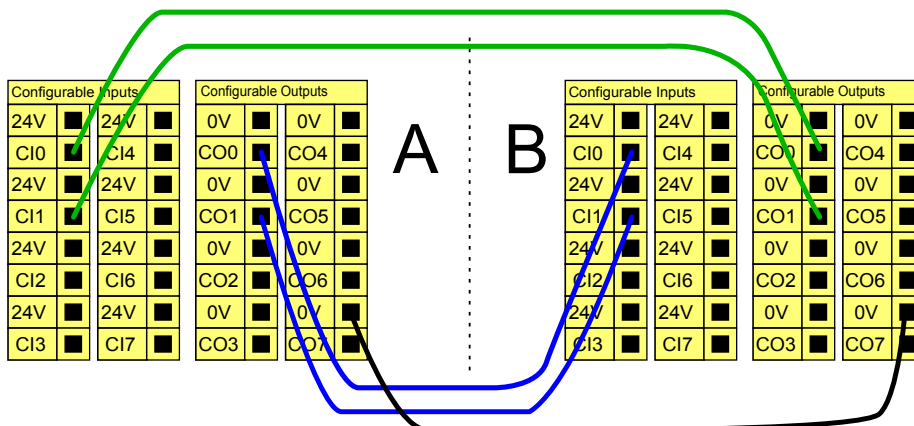 Configurable Inputs Configurable Outputs Configurable Inputs Configurable Outputs
24V 24V 0V 0V A B 24V 24V 0V 0V
CI0 CI4 CO0 CO4 CI0 CI4 CO0 CO4
24V 24V 0V 0V 24V 24V 0V 0V
CI1 CI5 CO1 CO5 CI1 CI5 CO1 CO5
24V 24V 0V 0V 24V 24V 0V 0V
CI2 CI6 CO2 CO6 CI2 CI6 CO2 CO6
24V 24V 0V 0V 24V 24V 0V 0V
CI3 CI7 CO3 CO7 CI3 CI7 CO3 CO7